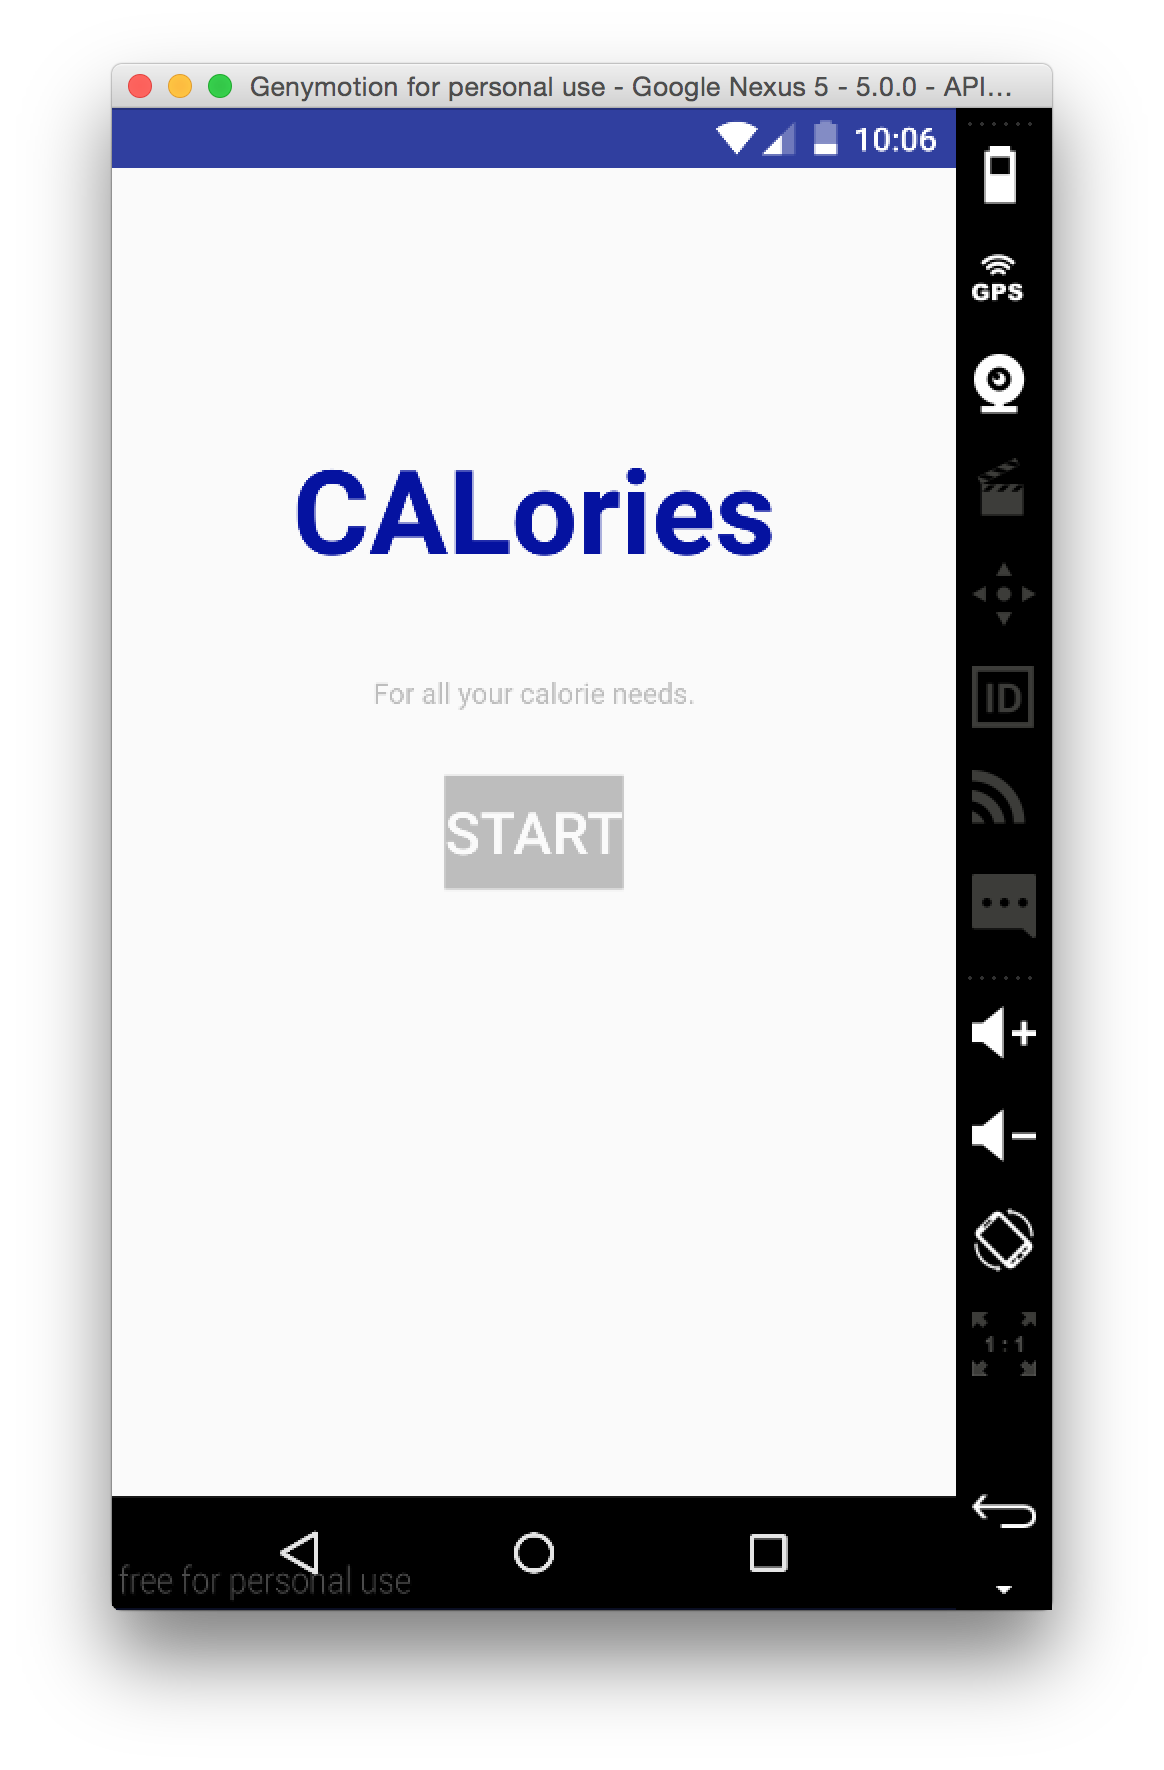 Genymotion for personal use - Google Nexus 5 - 5.0.0 - API...
10:06
GPS
CALories
ID
For all your calorie needs.
START
1 : 1
free for personal use